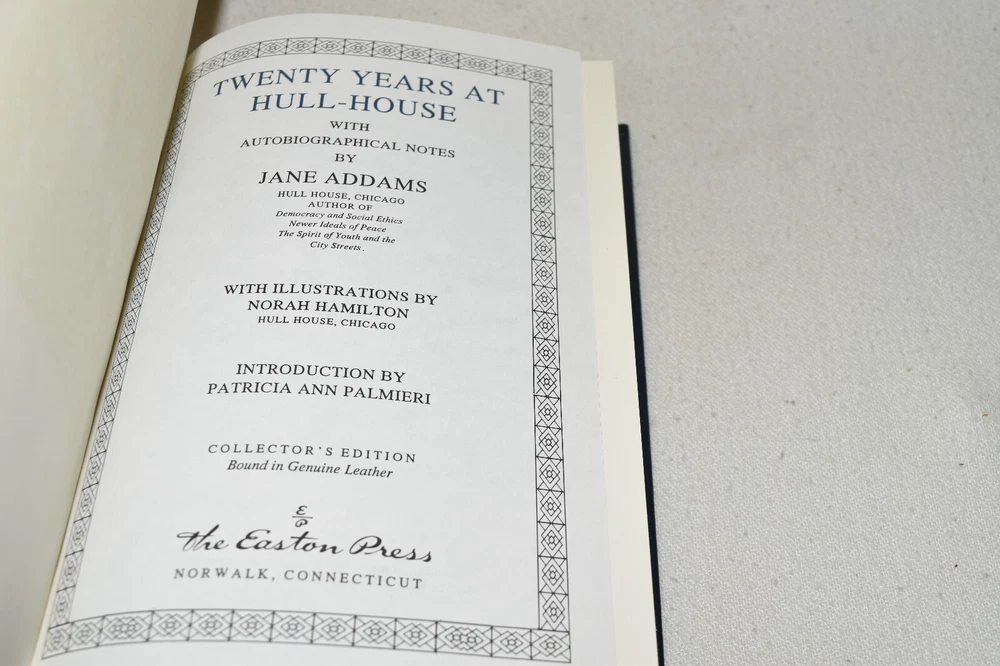 TWENTY YEARS AT
HULL-HOUSE
WITH
AUTOBIOGRAPHICAL NOTES
BY
JANE ADDAMS
HULL HOUSE, CHICAGO
AUTHOR OF
Democracy and Social Ethics
Newer Ideals of Peace
The Spirit of Youth and the
City Streets.
WITH ILLUSTRATIONS BY
NORAH HAMILTON
HULL HOUSE, CHICAGO
INTRODUCTION BY
PATRICIA ANN PALMIERI
COLLECTOR'S EDITION
Bound in Genuine Leather
E
P
the Easton Press
NORWALK, CONNECTICUT